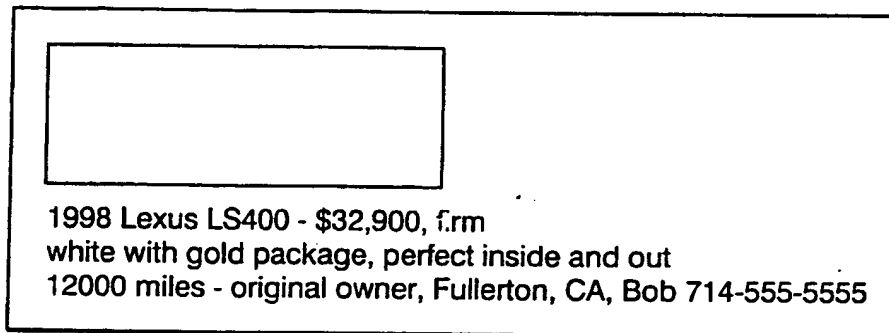 1998 Lexus LS400 - $32,900, firm
white with gold package, perfect inside and out
12000 miles - original owner, Fullerton, CA, Bob 714-555-5555